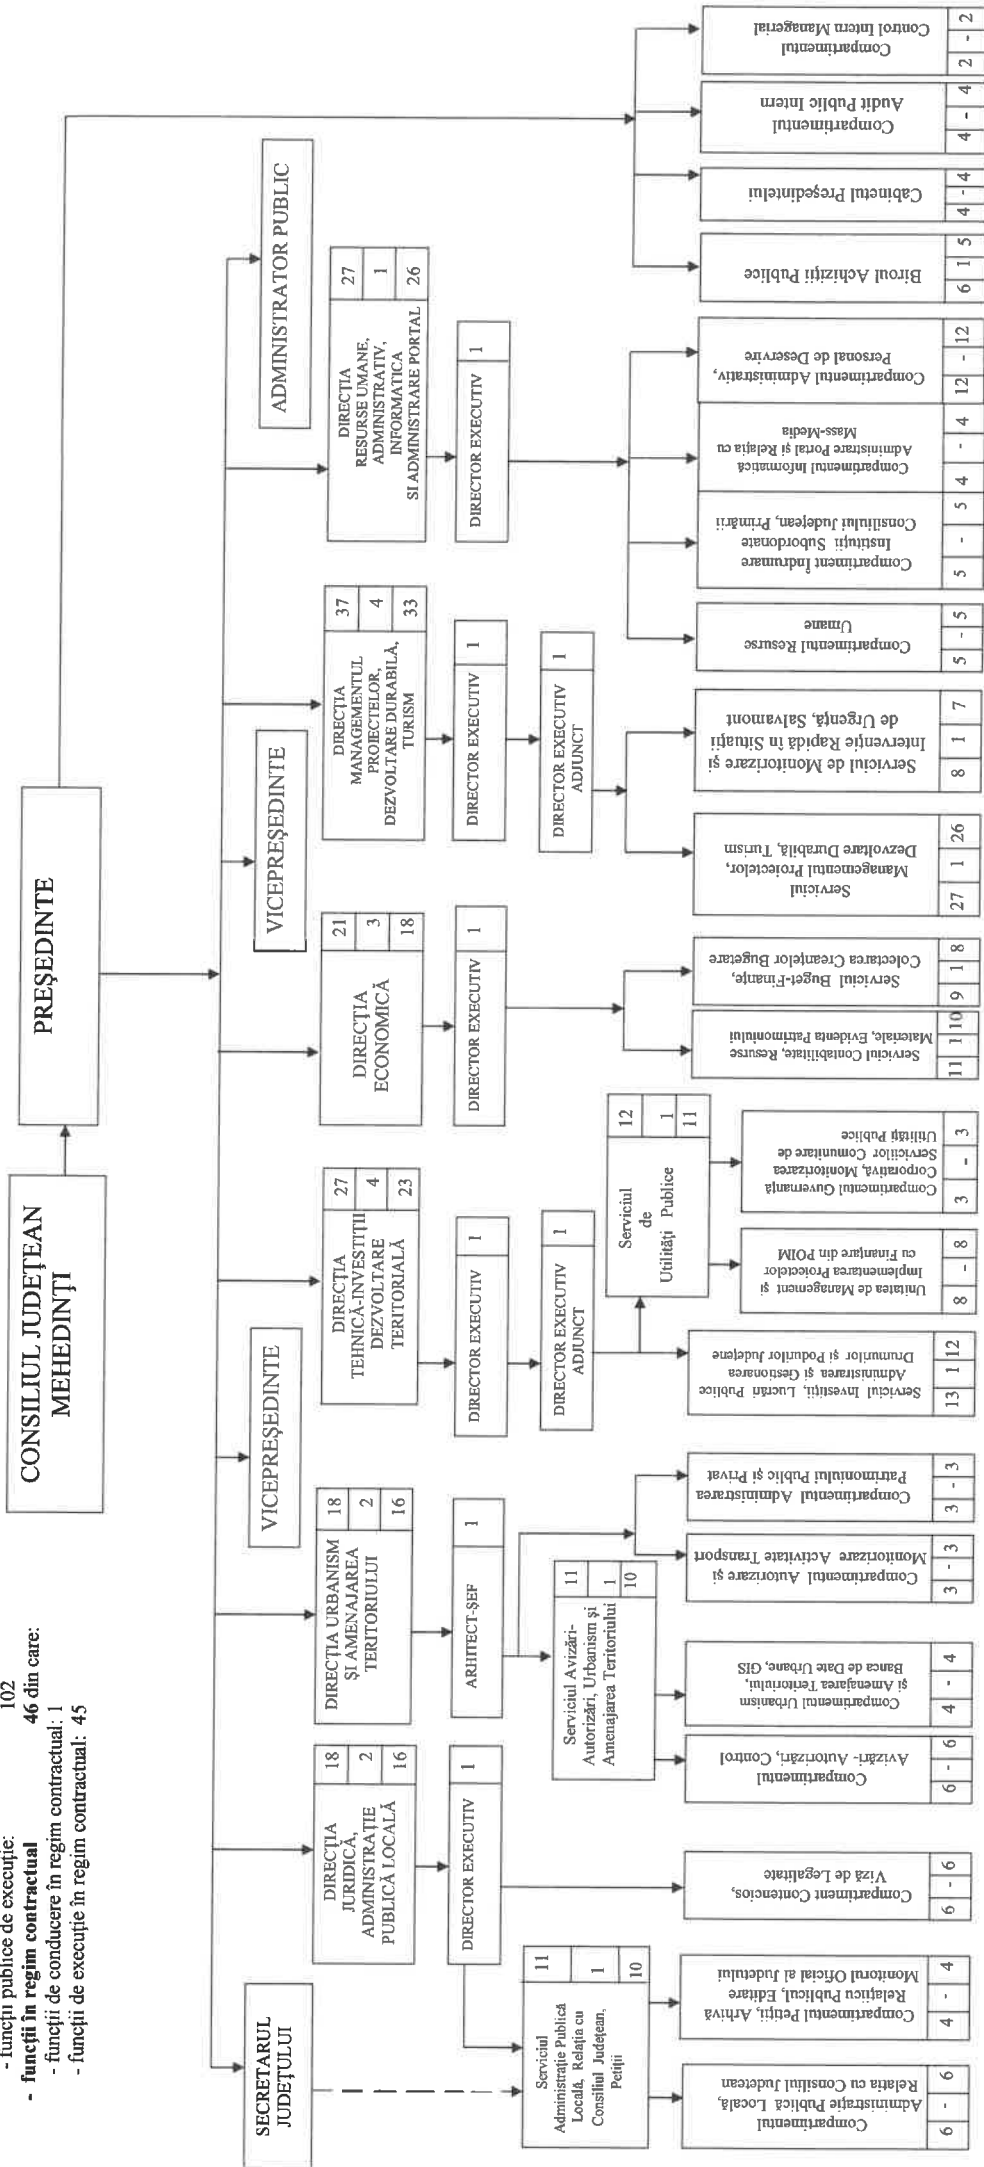 - funcții publice de execuție: 102
- funcții în regim contractual 46 din care:
- funcții de conducere în regim contractual: 1
- funcții de execuție în regim contractual: 45
CONSILIUL JUDEȚEAN
MEHEDINȚI
PREȘEDINTE
SECRETARUL
JUDEȚULUI
VICEPREȘEDINTE
VICEPREȘEDINTE
ADMINISTRATOR PUBLIC
DIRECȚIA
JURIDICĂ,
ADMINISTRAȚIE
PUBLICĂ LOCALĂ
18
2
16
DIRECȚIA URBANISM
ȘI AMENAJAREA
TERITORIULUI
18
2
16
DIRECȚIA
TEHNICĂ-INVESTIȚII
DEZVOLTARE
TERITORIALĂ
27
4
23
DIRECȚIA
ECONOMICĂ
21
3
18
DIRECȚIA
MANAGEMENTUL
PROIECTELOR,
DEZVOLTARE DURABILĂ,
TURISM
37
4
33
DIRECȚIA
RESURSE UMANE,
ADMINISTRATIV,
INFORMATICA
SI ADMINISTRARE PORTAL
27
1
26
DIRECTOR EXECUTIV
1
ARHITECT-ȘEF
1
DIRECTOR EXECUTIV
1
DIRECTOR EXECUTIV
1
DIRECTOR EXECUTIV
1
DIRECTOR EXECUTIV
1
DIRECTOR EXECUTIV
ADJUNCT
1
DIRECTOR EXECUTIV
ADJUNCT
1
Serviciul
Administrație Publică
Locală, Relația cu
Consiliul Județean,
Petiții
11
1
10
Serviciul Avizări-
Autorizări, Urbanism și
Amenajarea Teritoriului
11
1
10
Serviciul
de
Utilități Publice
12
1
11
Compartimentul
Administrație Publică Locală,
Relatia cu Consiliul Judetean
6 - 6
Compartimentul Petiții, Arhivă
Relațiicu Publicul, Editare
Monitorul Oficial al Judetului
4 - 4
Compartiment Contencios,
Viză de Legalitate
6 - 6
Compartimentul
Avizări- Autorizări, Control
6 - 6
Compartimentul Urbanism
și Amenajarea Teritoriului,
Banca de Date Urbane, GIS
4 - 4
Compartimentul Autorizare și
Monitorizare Activitate Transport
3 - 3
Compartimentul Administrarea
Patrimoniului Public și Privat
3 - 3
Serviciul Investiții, Lucrări Publice
Administrarea și Gestionarea
Drumurilor și Podurilor Județene
13 1 12
Unitatea de Management și
Implementarea Proiectelor
cu Finanțare din POIM
8 - 8
Compartimentul Guvernanță
Corporativă, Monitorizarea
Serviciilor Comunitare de
Utilități Publice
3 - 3
Serviciul Contabilitate, Resurse
Materiale, Evidenta Patrimoniului
11 1 10
Serviciul Buget-Finanțe,
Colectarea Creanțelor Bugetare
9 1 8
Serviciul
Managementul Proiectelor,
Dezvoltare Durabilă, Turism
27 1 26
Serviciul de Monitorizare și
Intervenție Rapidă în Situații
de Urgență, Salvamont
8 1 7
Compartimentul Resurse
Umane
5 - 5
Compartiment Îndrumare
Instituții Subordonate
Consiliului Județean, Primării
5 - 5
Compartimentul Informatică
Administrare Portal și Relația cu
Mass-Media
4 - 4
Compartimentul Administrativ,
Personal de Deservire
12 - 12
Biroul Achiziții Publice
6 1 5
Cabinetul Președintelui
4 - 4
Compartimentul
Audit Public Intern
4 - 4
Compartimentul
Control Intern Managerial
2 - 2